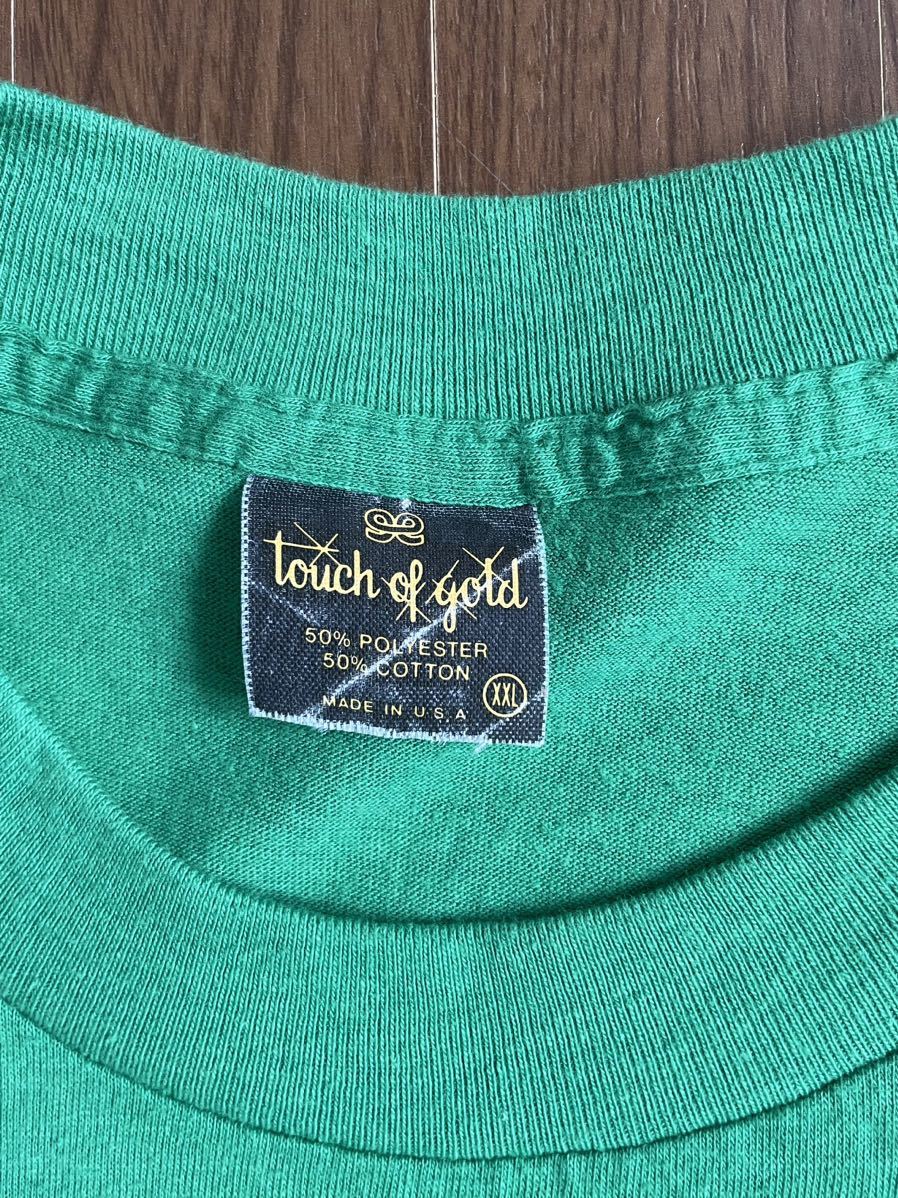 touch of gold
50% POLYESTER
50% COTTON
XXL
MADE IN U.S.A